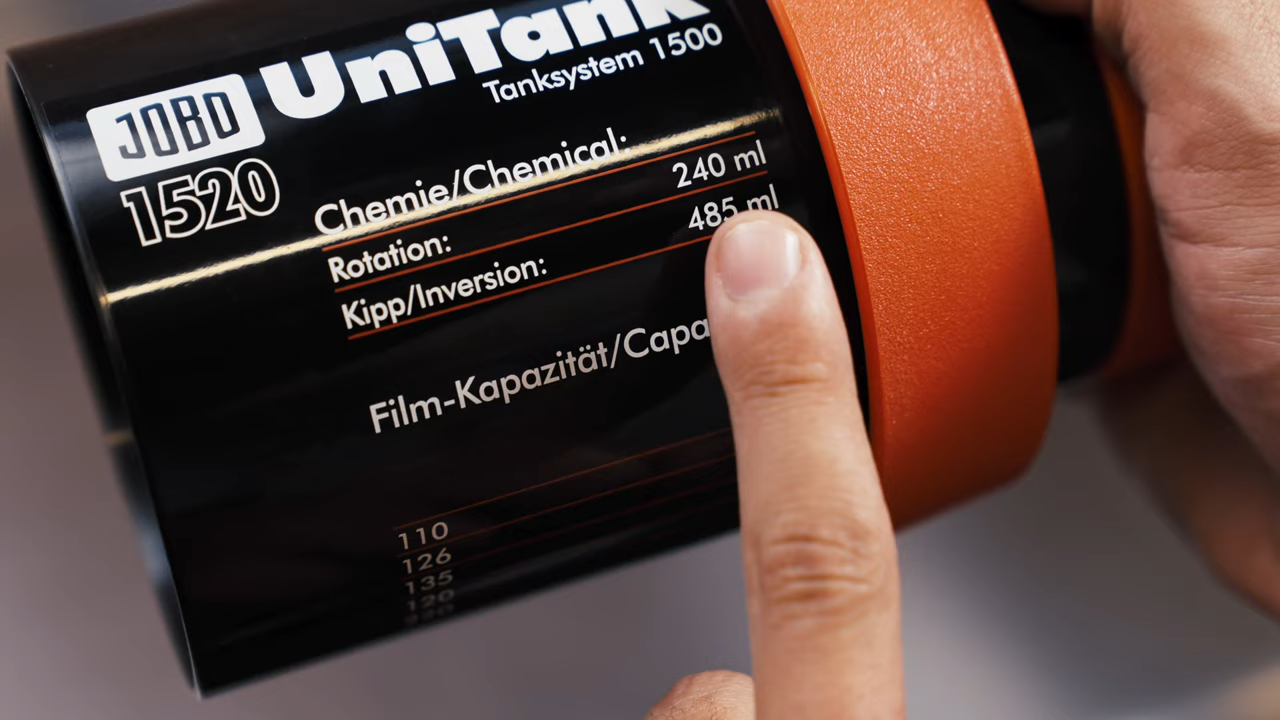 UniTank
Tanksystem 1500
JOBO
1520
Chemie/Chemical:
Rotation: 240 ml
Kipp/Inversion: 485 ml
Film-Kapazität/Capa
110
126
135
120